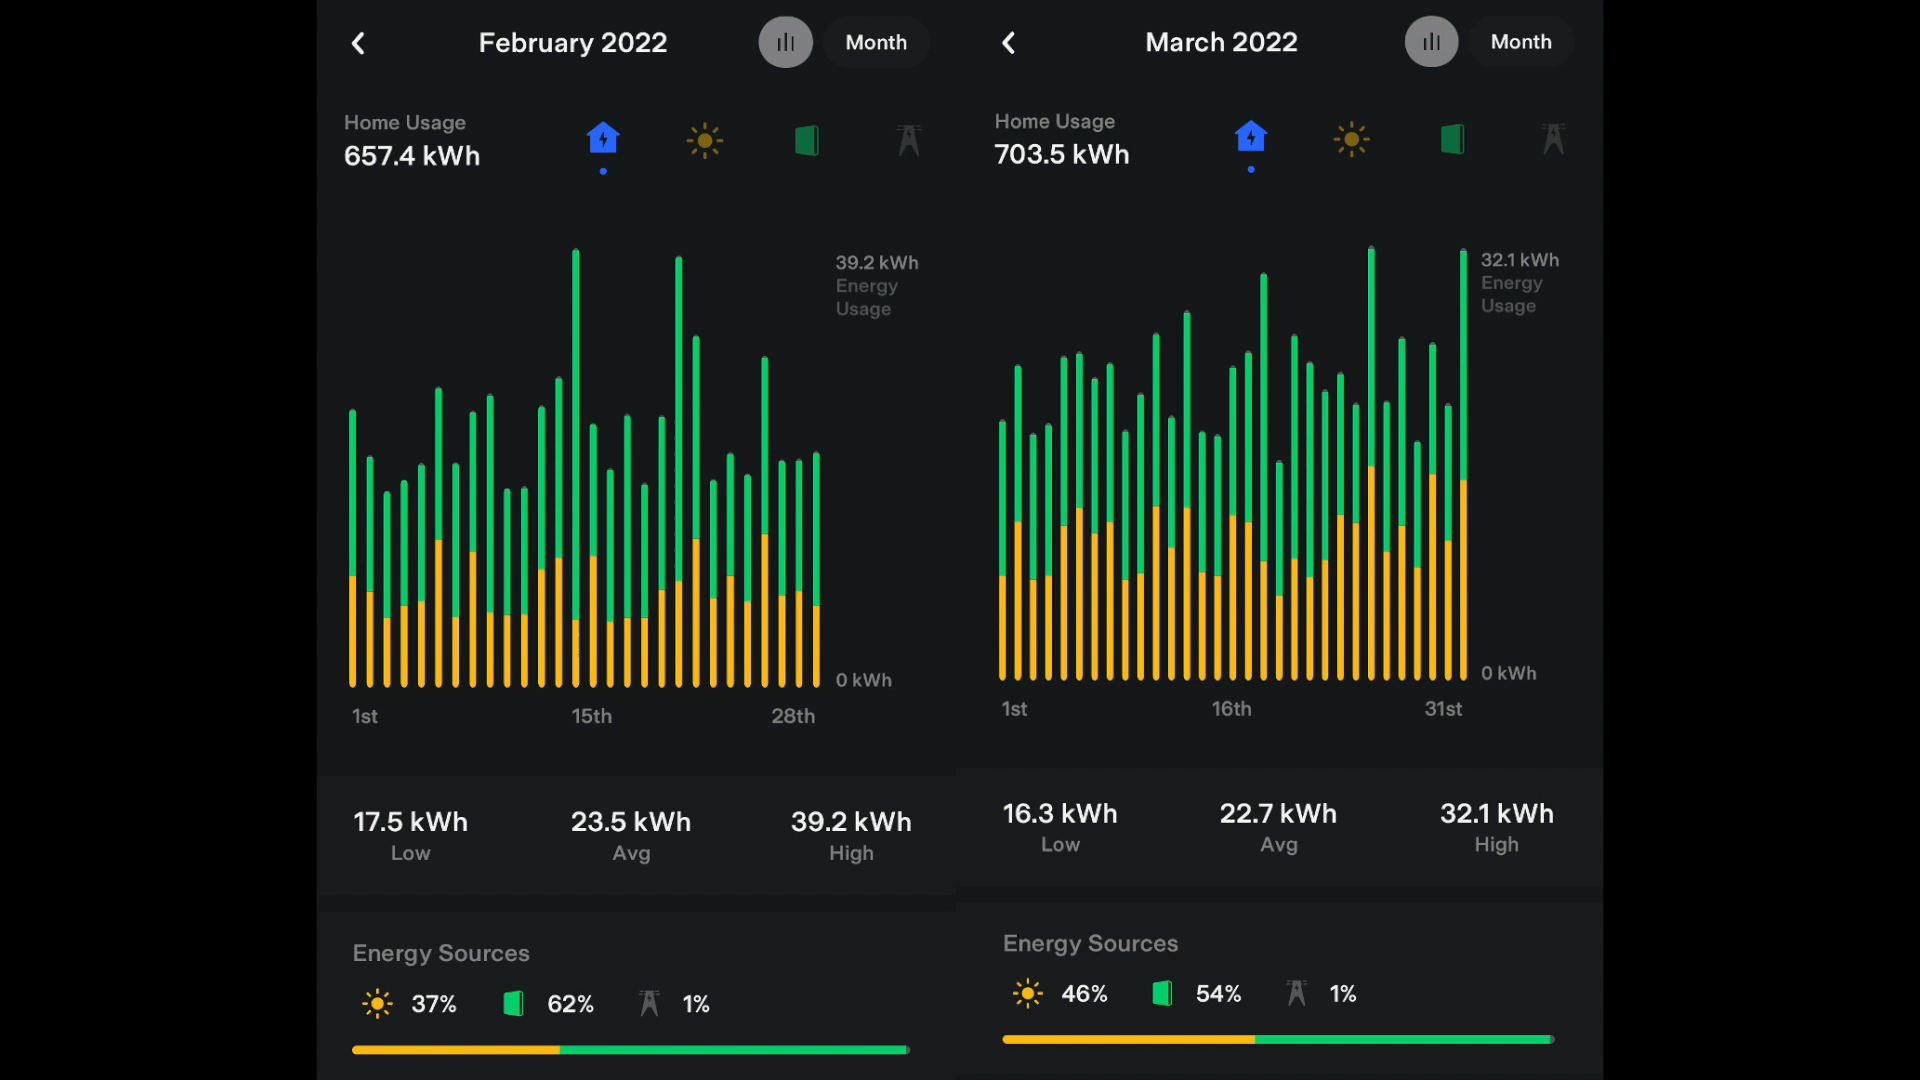 February 2022
Month
Home Usage
657.4 kWh
39.2 kWh
Energy
Usage
0 kWh
1st 15th 28th
17.5 kWh 23.5 kWh 39.2 kWh
Low Avg High
Energy Sources
37% 62% 1%
March 2022
Month
Home Usage
703.5 kWh
32.1 kWh
Energy
Usage
0 kWh
1st 16th 31st
16.3 kWh 22.7 kWh 32.1 kWh
Low Avg High
Energy Sources
46% 54% 1%